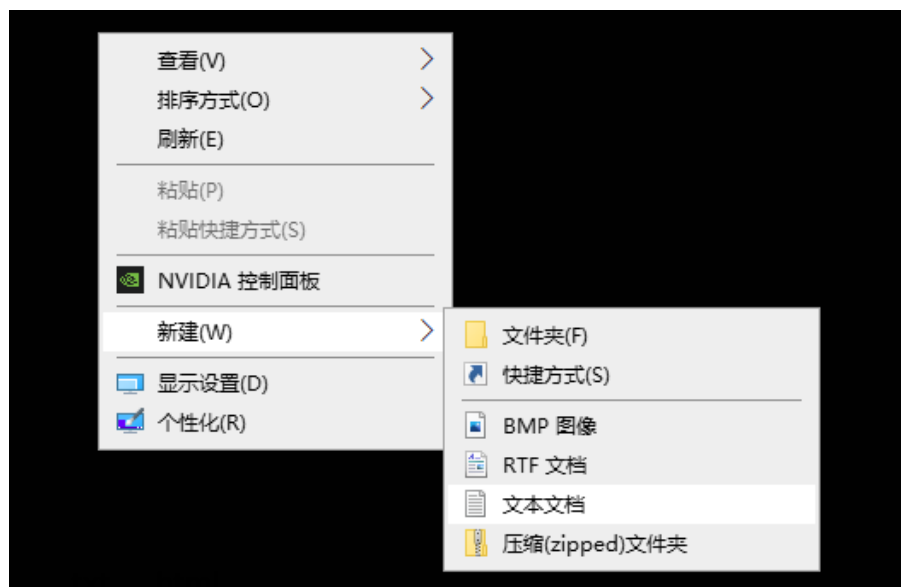 查看(V)
排序方式(O)
刷新(E)
粘贴(P)
粘贴快捷方式(S)
NVIDIA 控制面板
新建(W)
显示设置(D)
个性化(R)
文件夹(F)
快捷方式(S)
BMP 图像
RTF 文档
文本文档
压缩(zipped)文件夹